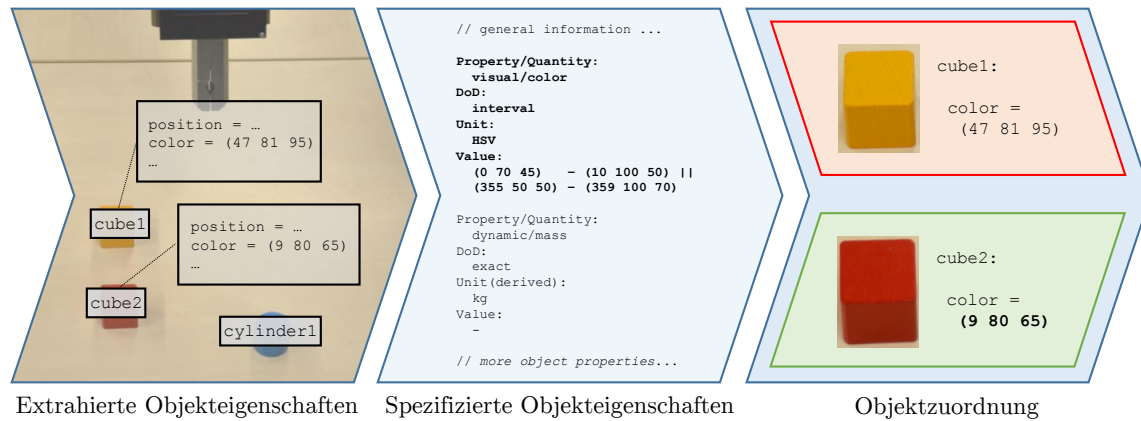 position = …
color = (47 81 95)
…
cube1
position = …
color = (9 80 65)
…
cube2
cylinder1
Extrahierte Objekteigenschaften
// general information ...
Property/Quantity:
visual/color
DoD:
interval
Unit:
HSV
Value:
(0 70 45) – (10 100 50) ||
(355 50 50) – (359 100 70)
Property/Quantity:
dynamic/mass
DoD:
exact
Unit(derived):
kg
Value:
-
// more object properties...
Spezifizierte Objekteigenschaften
cube1:
color =
(47 81 95)
cube2:
color =
(9 80 65)
Objektzuordnung